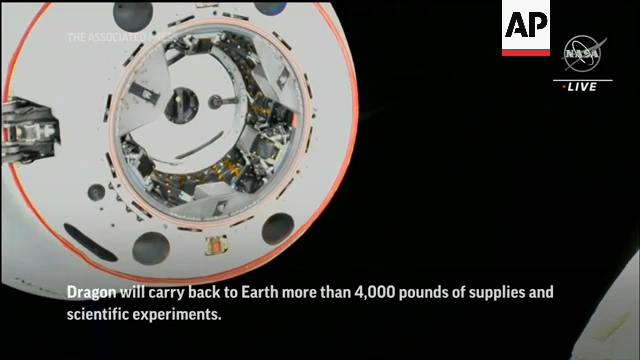 THE ASSOCIATED PRESS
AP
NASA
LIVE
Dragon will carry back to Earth more than 4,000 pounds of supplies and
scientific experiments.